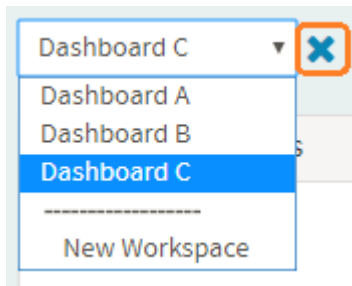 Dashboard C
Dashboard A
Dashboard B
Dashboard C
------------------
New Workspace